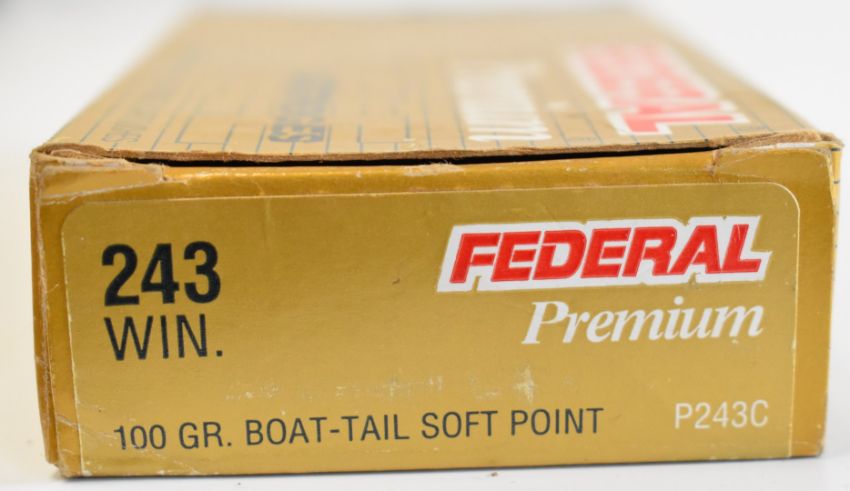 243
WIN.
FEDERAL
Premium
100 GR. BOAT-TAIL SOFT POINT
P243C